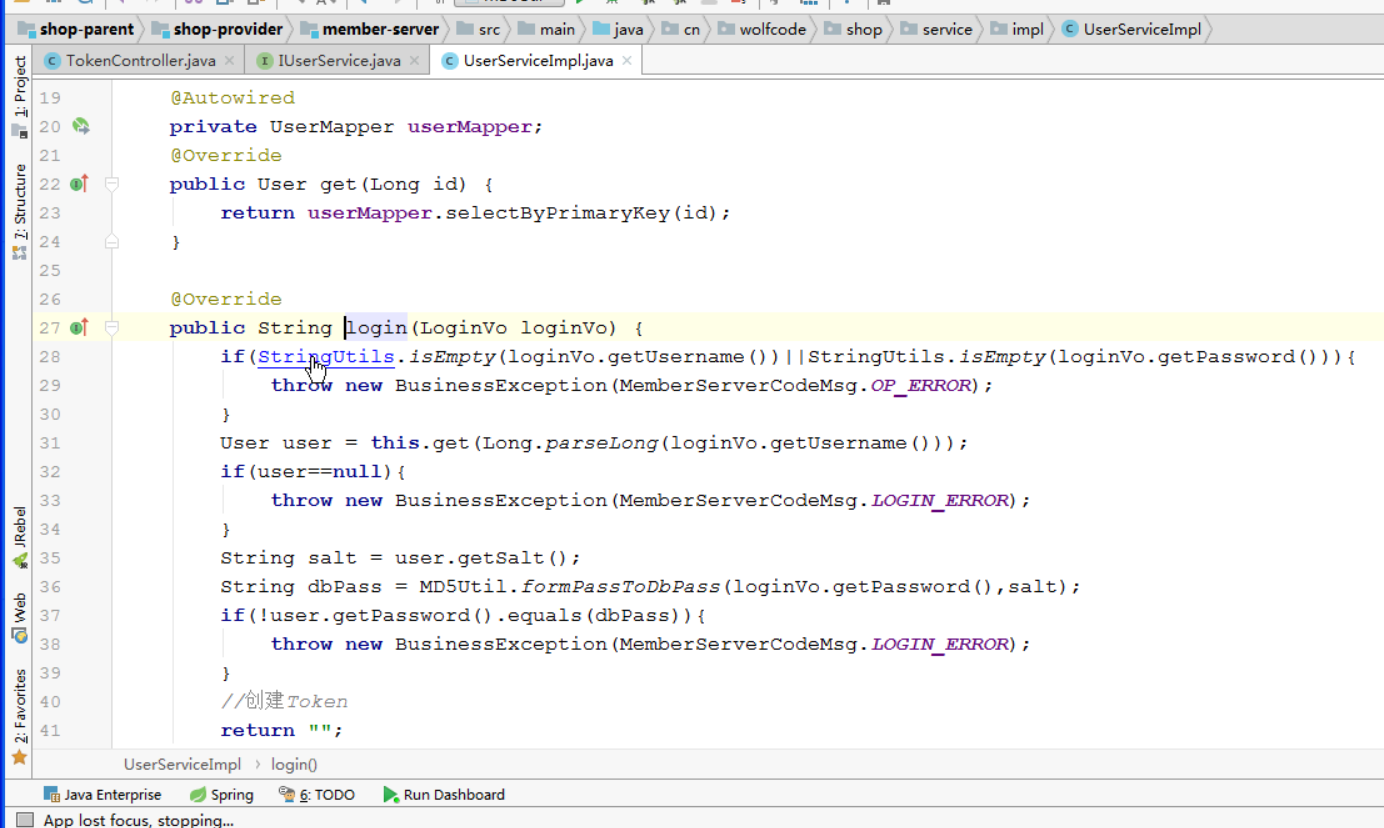 shop-parent shop-provider member-server src main java cn wolfcode shop service impl UserServiceImpl
TokenController.java IUserService.java UserServiceImpl.java
1: Project
7: Structure
JRebel
Web
2: Favorites
19 @Autowired
20 private UserMapper userMapper;
21 @Override
22 public User get(Long id) {
23 return userMapper.selectByPrimaryKey(id);
24 }
25
26 @Override
27 public String login(LoginVo loginVo) {
28 if(StringUtils.isEmpty(loginVo.getUsername())||StringUtils.isEmpty(loginVo.getPassword())){
29 throw new BusinessException(MemberServerCodeMsg.OP_ERROR);
30 }
31 User user = this.get(Long.parseLong(loginVo.getUsername()));
32 if(user==null){
33 throw new BusinessException(MemberServerCodeMsg.LOGIN_ERROR);
34 }
35 String salt = user.getSalt();
36 String dbPass = MD5Util.formPassToDbPass(loginVo.getPassword(),salt);
37 if(!user.getPassword().equals(dbPass)){
38 throw new BusinessException(MemberServerCodeMsg.LOGIN_ERROR);
39 }
40 //创建Token
41 return "";
UserServiceImpl › login()
Java Enterprise Spring 6: TODO Run Dashboard
App lost focus, stopping...